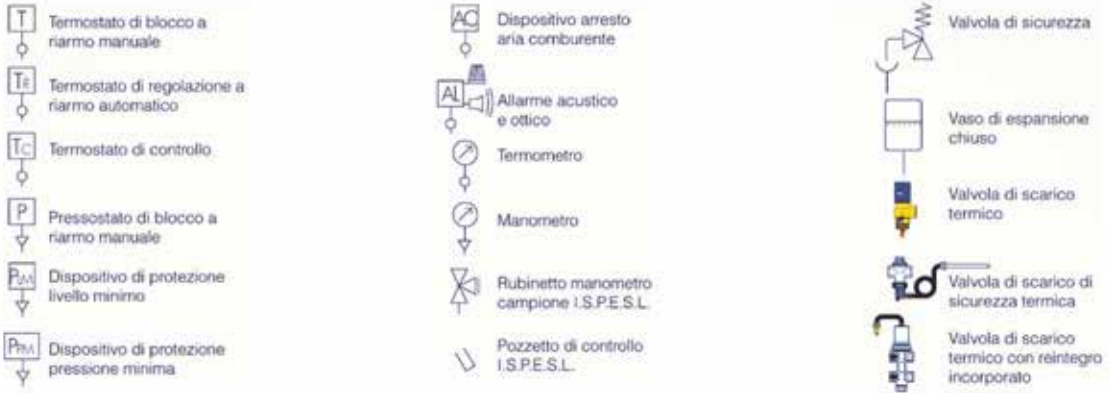 T
Termostato di blocco a
riarmo manuale
TR
Termostato di regolazione a
riarmo automatico
TC
Termostato di controllo
P
Pressostato di blocco a
riarmo manuale
PLM
Dispositivo di protezione
livello minimo
PPM
Dispositivo di protezione
pressione minima
AC
Dispositivo arresto
aria comburente
AL
Allarme acustico
e ottico
Termometro
Manometro
Rubinetto manometro
campione I.S.P.E.S.L.
Pozzetto di controllo
I.S.P.E.S.L.
Valvola di sicurezza
Vaso di espansione
chiuso
Valvola di scarico
termico
Valvola di scarico di
sicurezza termica
Valvola di scarico
termico con reintegro
incorporato